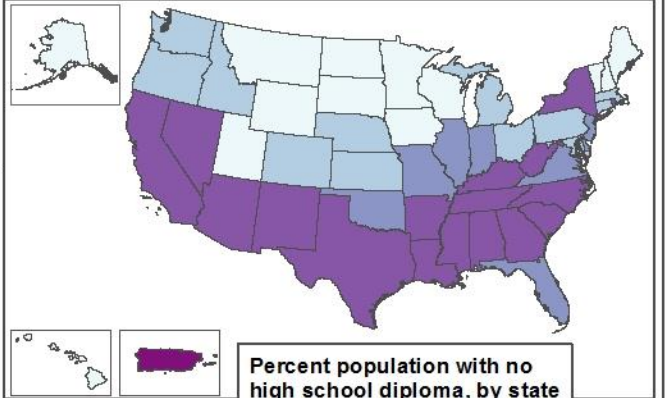 Percent population with no
high school diploma, by state